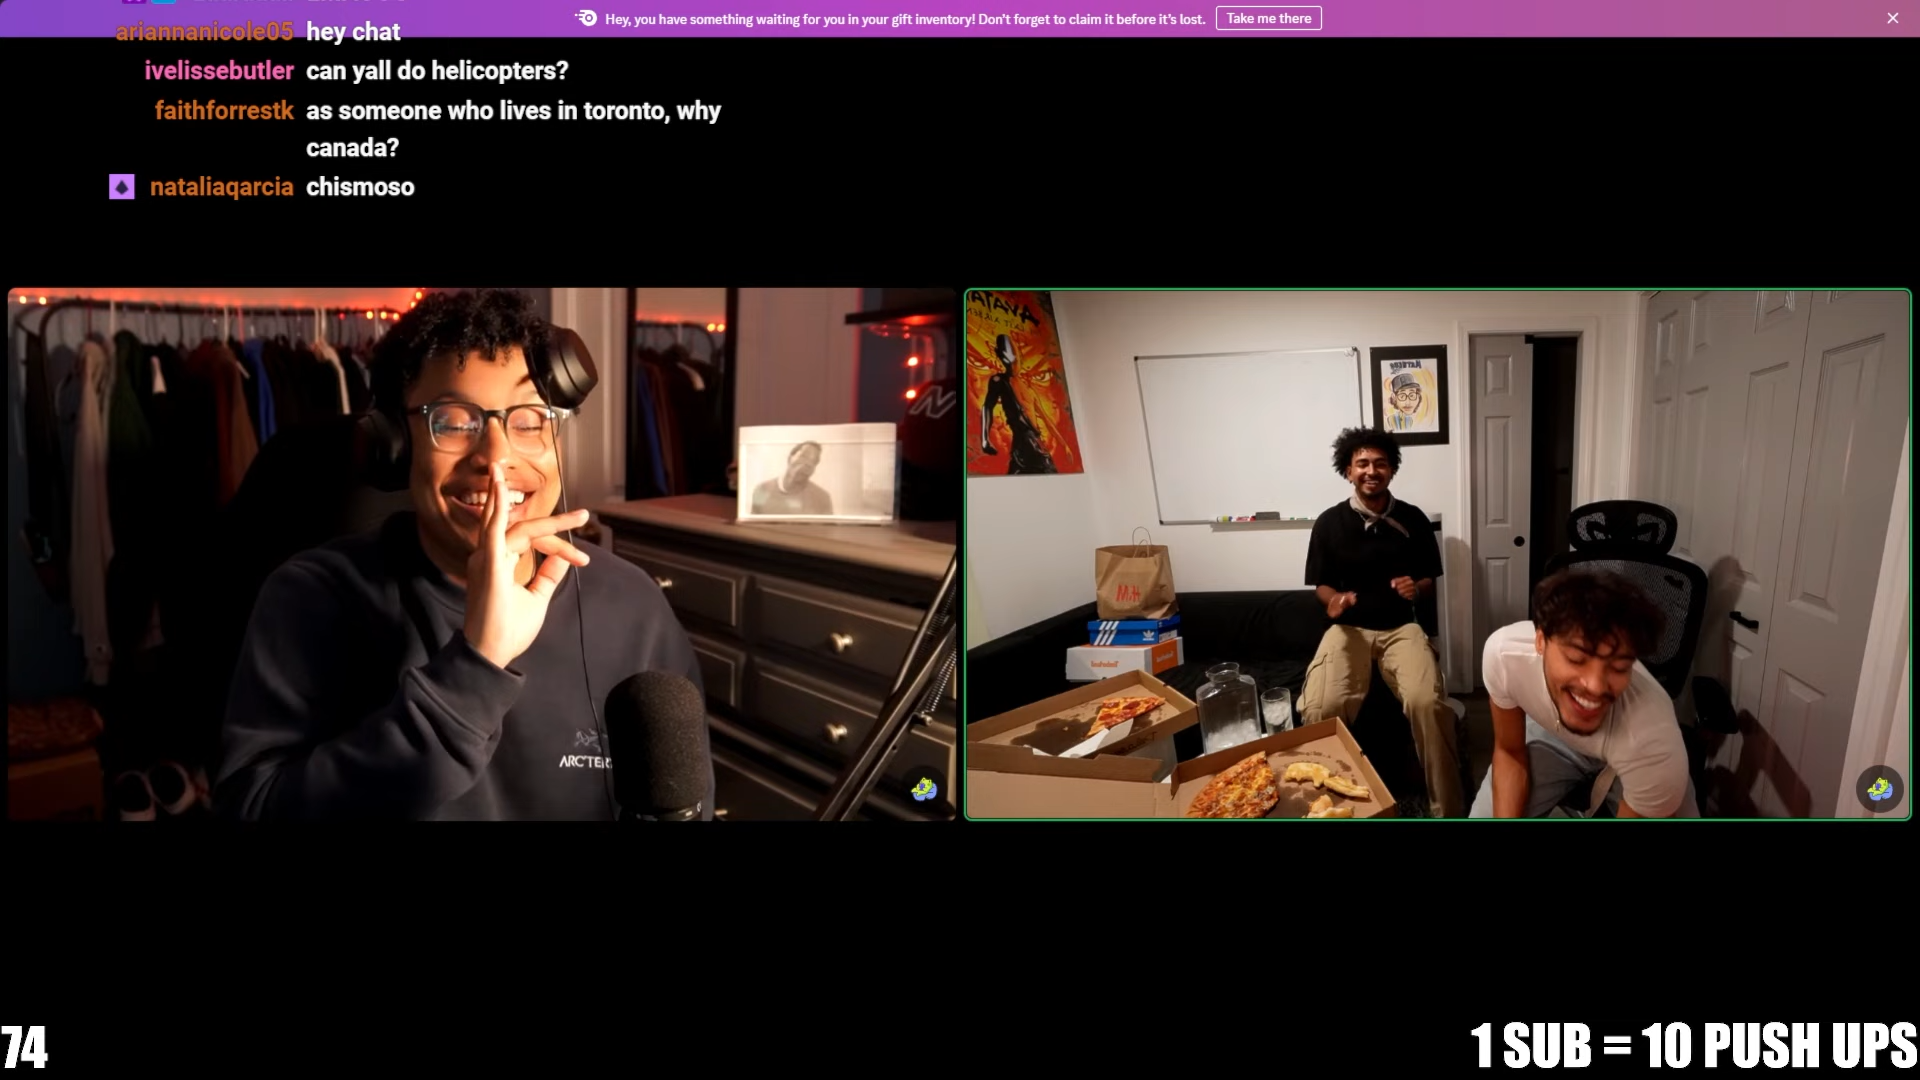 Hey, you have something waiting for you in your gift inventory! Don't forget to claim it before it's lost.
Take me there
ariannanicole05 hey chat
ivelissebutler can yall do helicopters?
faithforrestk as someone who lives in toronto, why
canada?
nataliaqarcia chismoso
ARC'TER
74
1 SUB = 10 PUSH UPS